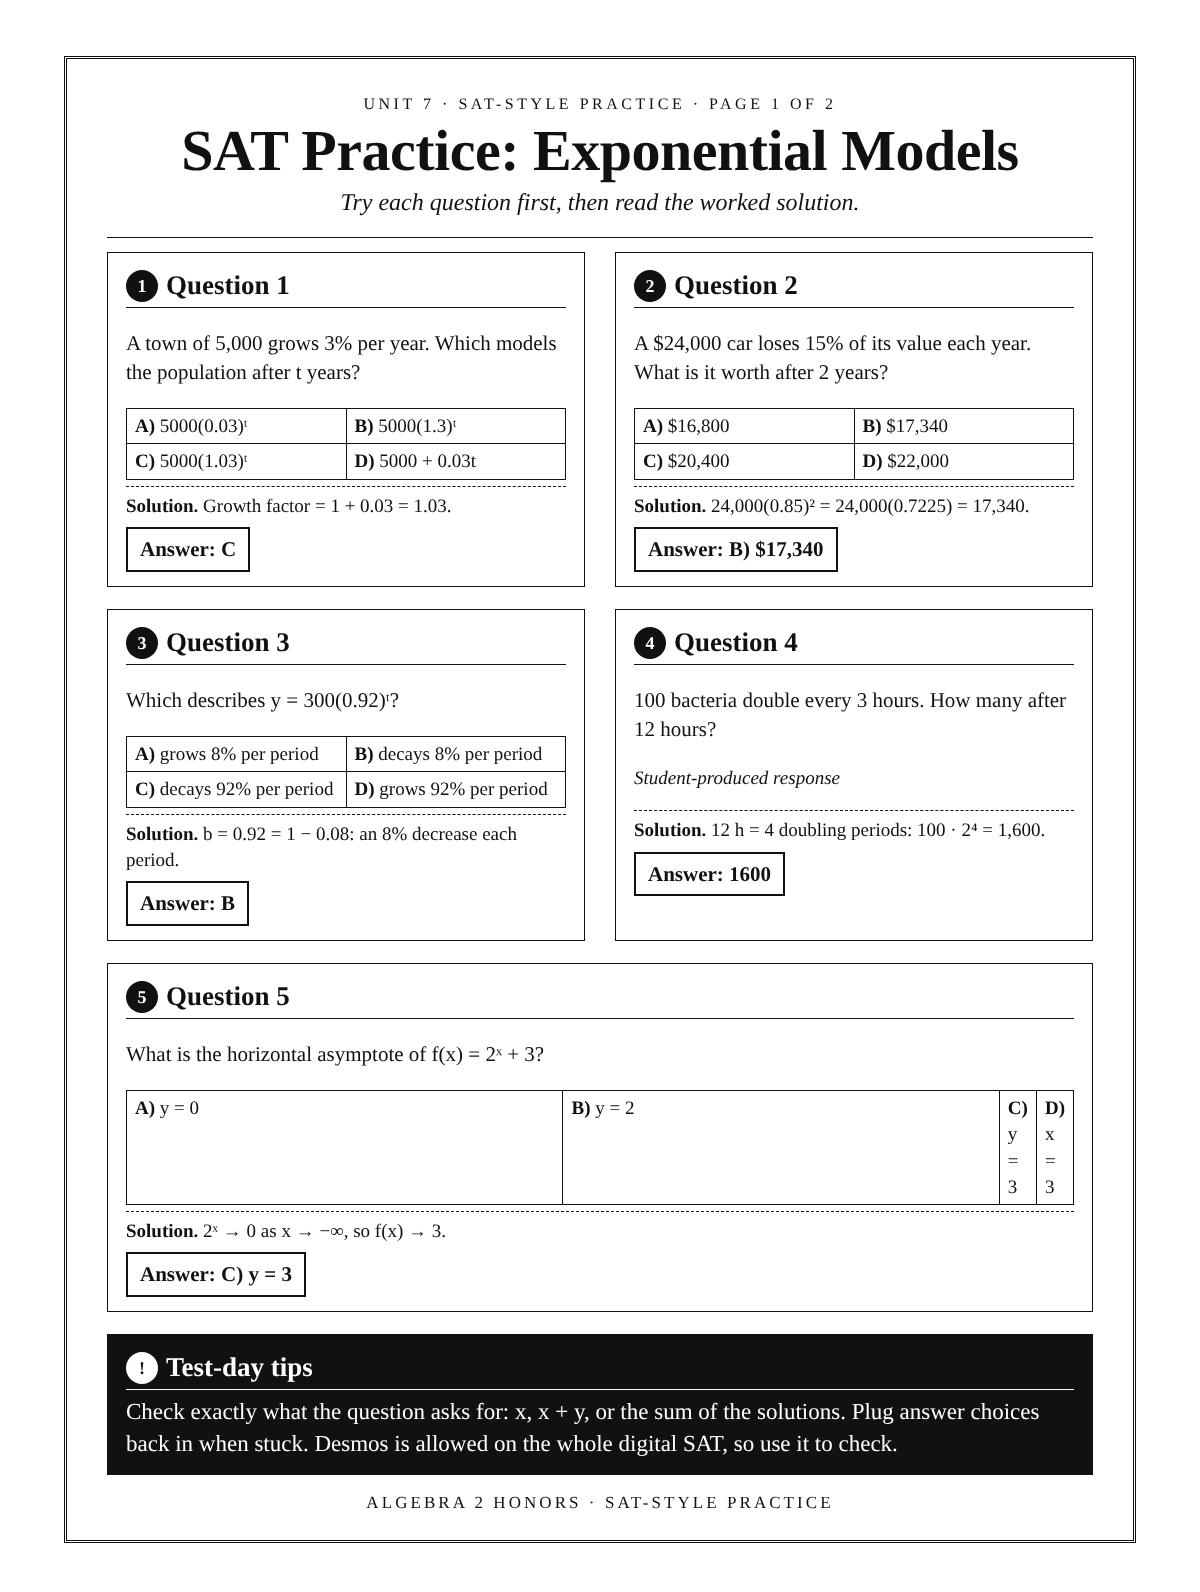 UNIT 7 · SAT-STYLE PRACTICE · PAGE 1 OF 2
SAT Practice: Exponential Models
Try each question first, then read the worked solution.
1 Question 1
A town of 5,000 grows 3% per year. Which models
the population after t years?
A) 5000(0.03)ᵗ
B) 5000(1.3)ᵗ
C) 5000(1.03)ᵗ
D) 5000 + 0.03t
Solution. Growth factor = 1 + 0.03 = 1.03.
Answer: C
2 Question 2
A $24,000 car loses 15% of its value each year.
What is it worth after 2 years?
A) $16,800
B) $17,340
C) $20,400
D) $22,000
Solution. 24,000(0.85)² = 24,000(0.7225) = 17,340.
Answer: B) $17,340
3 Question 3
Which describes y = 300(0.92)ᵗ?
A) grows 8% per period
B) decays 8% per period
C) decays 92% per period
D) grows 92% per period
Solution. b = 0.92 = 1 − 0.08: an 8% decrease each
period.
Answer: B
4 Question 4
100 bacteria double every 3 hours. How many after
12 hours?
Student-produced response
Solution. 12 h = 4 doubling periods: 100 · 2⁴ = 1,600.
Answer: 1600
5 Question 5
What is the horizontal asymptote of f(x) = 2ˣ + 3?
A) y = 0
B) y = 2
C)
y
=
3
D)
x
=
3
Solution. 2ˣ → 0 as x → −∞, so f(x) → 3.
Answer: C) y = 3
! Test-day tips
Check exactly what the question asks for: x, x + y, or the sum of the solutions. Plug answer choices
back in when stuck. Desmos is allowed on the whole digital SAT, so use it to check.
ALGEBRA 2 HONORS · SAT-STYLE PRACTICE